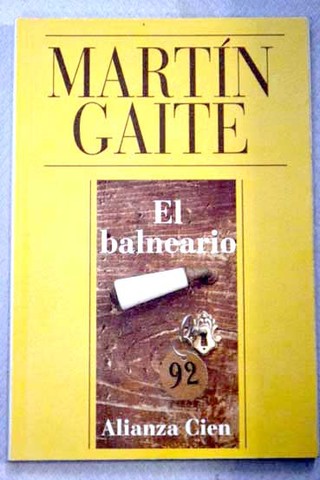 MARTÍN
GAITE
El
balneario
92
Alianza Cien